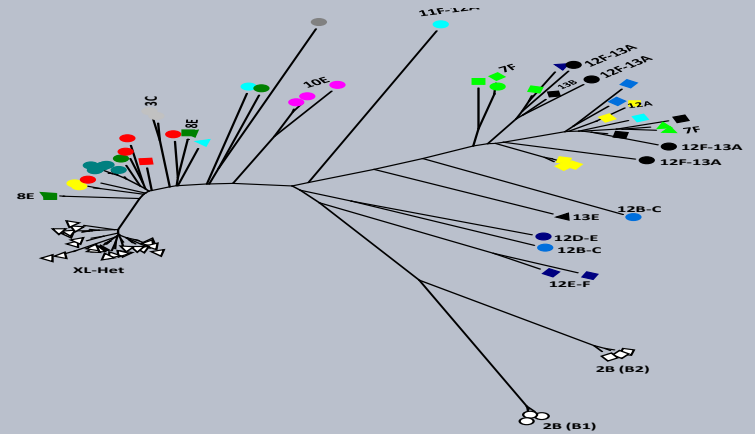 11F-12A
7F
12F-13A
12F-13A
13B
10E
3C
8E
12A
7F
12F-13A
12F-13A
8E
12B-C
13E
12D-E
12B-C
XL-Het
12E-F
2B (B2)
2B (B1)